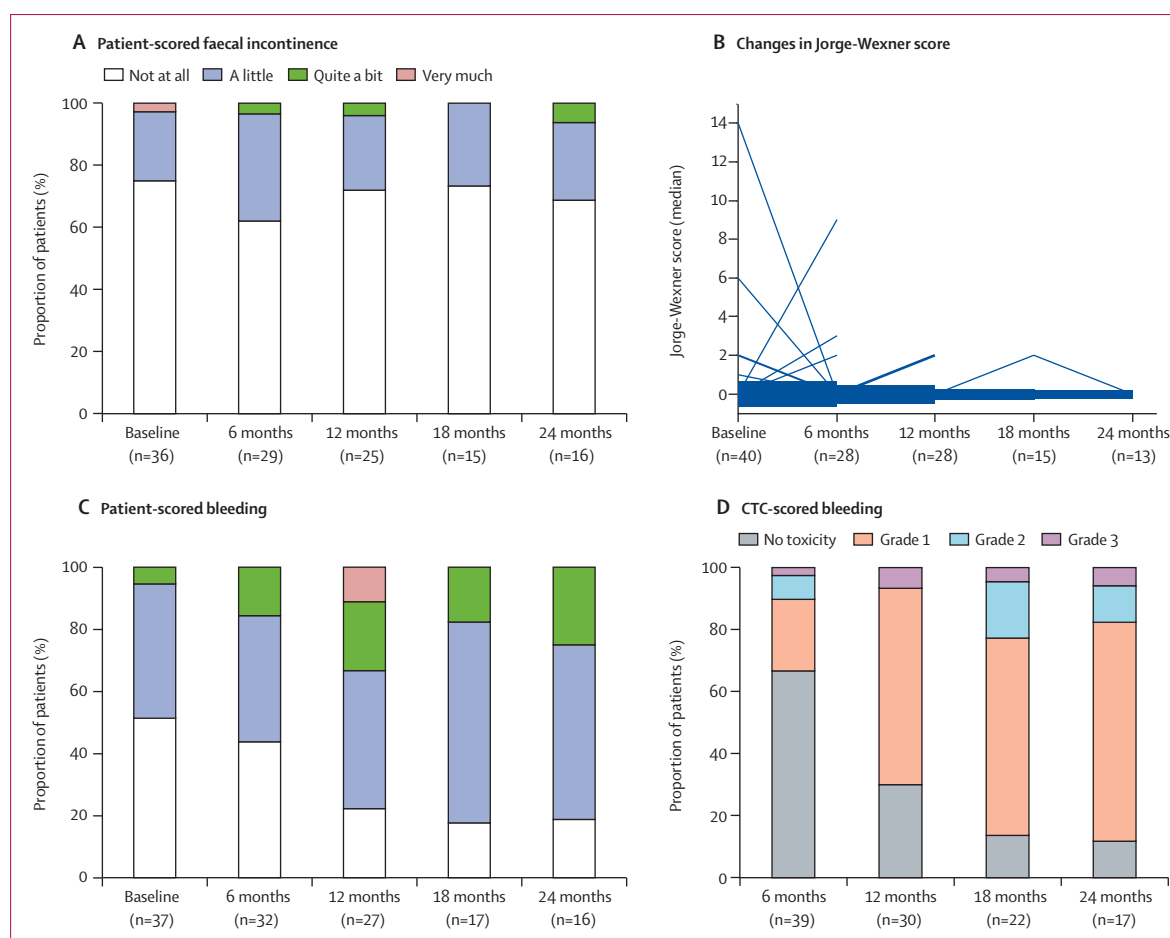 A Patient-scored faecal incontinence
Not at all A little Quite a bit Very much
Proportion of patients (%)
100
80
60
40
20
0
Baseline 6 months 12 months 18 months 24 months
(n=36) (n=29) (n=25) (n=15) (n=16)
B Changes in Jorge-Wexner score
Jorge-Wexner score (median)
14
12
10
8
6
4
2
0
Baseline 6 months 12 months 18 months 24 months
(n=40) (n=28) (n=28) (n=15) (n=13)
C Patient-scored bleeding
Proportion of patients (%)
100
80
60
40
20
0
Baseline 6 months 12 months 18 months 24 months
(n=37) (n=32) (n=27) (n=17) (n=16)
D CTC-scored bleeding
No toxicity Grade 1 Grade 2 Grade 3
Proportion of patients (%)
100
80
60
40
20
0
6 months 12 months 18 months 24 months
(n=39) (n=30) (n=22) (n=17)